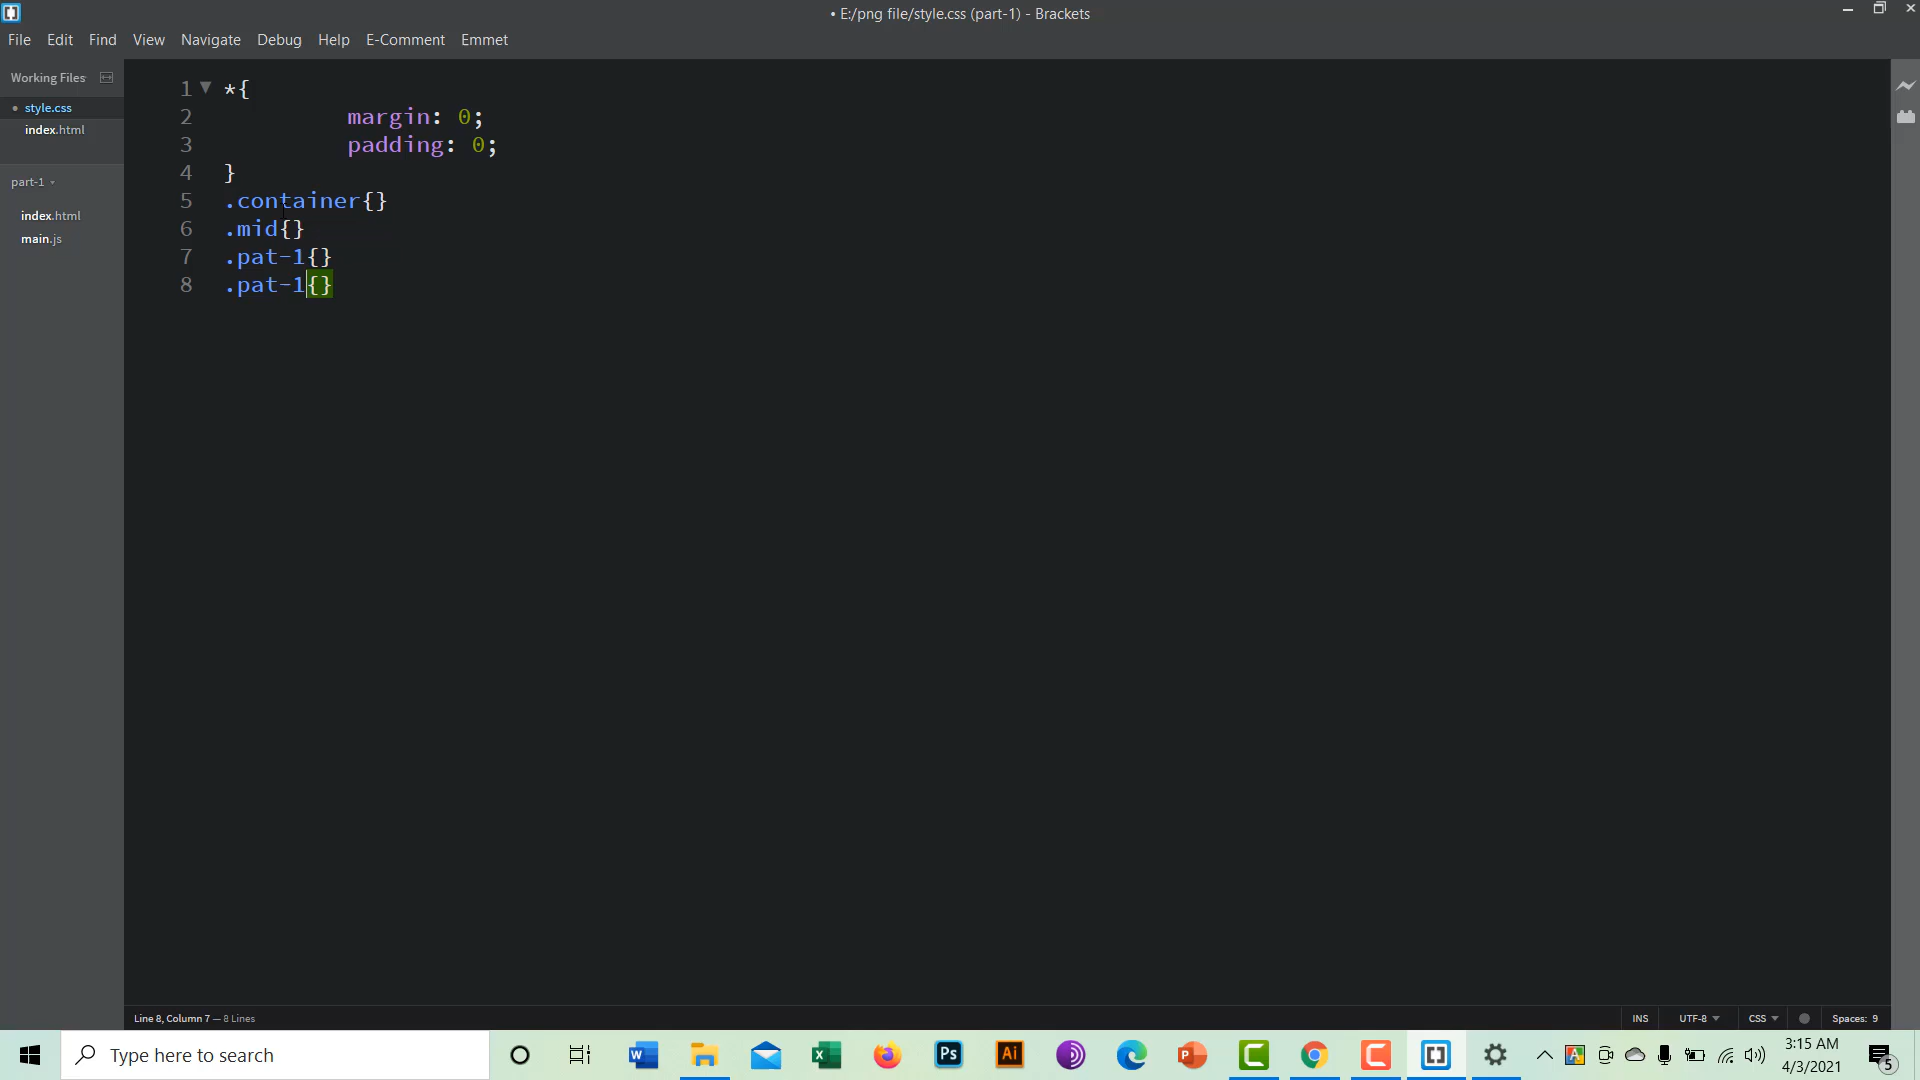 • E:/png file/style.css (part-1) - Brackets
File Edit Find View Navigate Debug Help E-Comment Emmet
Working Files
• style.css
index.html
part-1
index.html
main.js
1 *{
2 margin: 0;
3 padding: 0;
4 }
5 .container{}
6 .mid{}
7 .pat-1{}
8 .pat-1{}
Line 8, Column 7 — 8 Lines
INS UTF-8 CSS Spaces: 9
Type here to search
W X Ps Ai P A
3:15 AM
4/3/2021
5